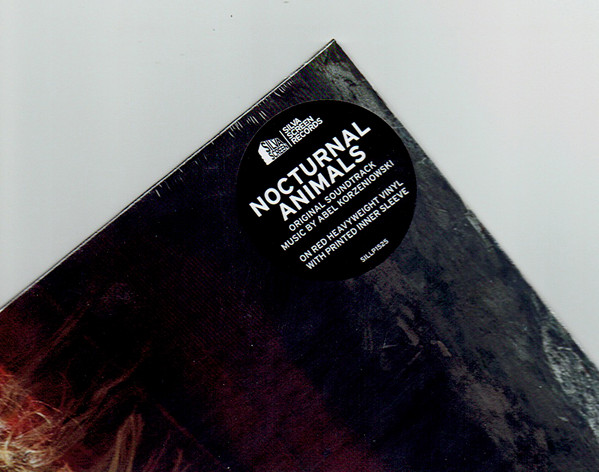 SILVA
SCREEN
RECORDS
NOCTURNAL
ANIMALS
ORIGINAL SOUNDTRACK
MUSIC BY ABEL KORZENIOWSKI
ON RED HEAVYWEIGHT VINYL
WITH PRINTED INNER SLEEVE
SILLP1525